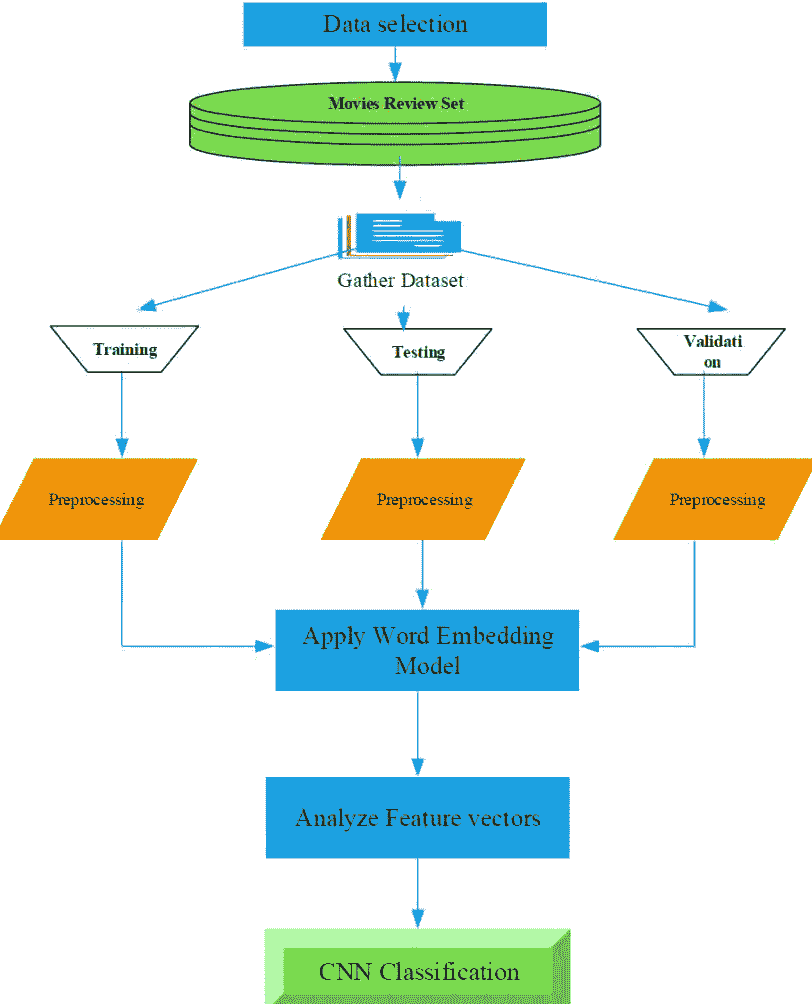 Data selection
Movies Review Set
Gather Dataset
Training
Testing
Validati
on
Preprocessing
Preprocessing
Preprocessing
Apply Word Embedding
Model
Analyze Feature vectors
CNN Classification